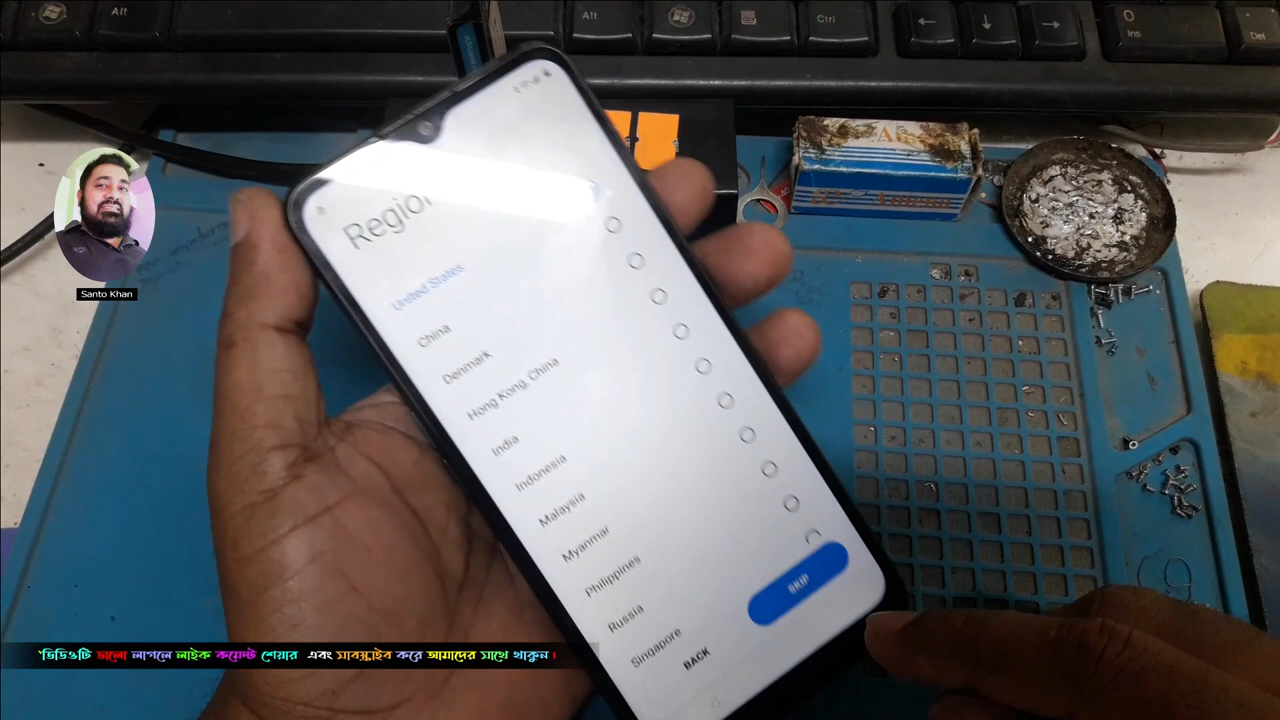 Alt
Alt
Ctrl
0
Ins
Del
Region
United States
China
Denmark
Hong Kong, China
India
Indonesia
Malaysia
Myanmar
Philippines
Russia
Singapore
SKIP
BACK
Santo Khan
ভিডিওটি ভালো লাগলে লাইক কমেন্ট শেয়ার এবং সাবস্ক্রাইব করে আমাদের সাথে থাকুন ।